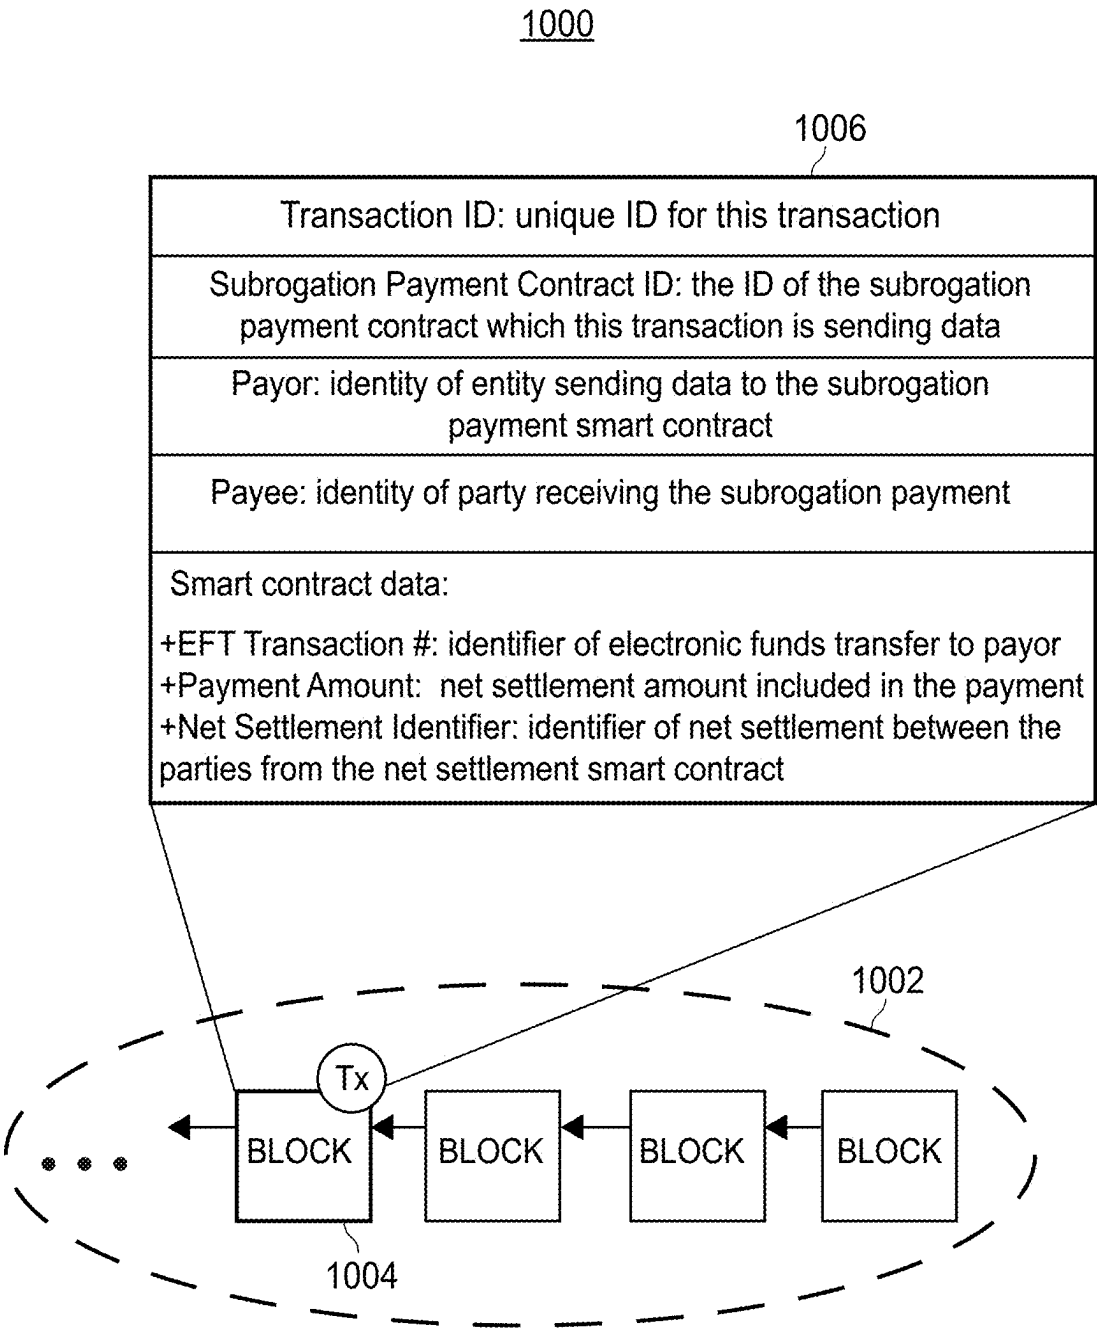 1000
1006
Transaction ID: unique ID for this transaction
Subrogation Payment Contract ID: the ID of the subrogation
payment contract which this transaction is sending data
Payor: identity of entity sending data to the subrogation
payment smart contract
Payee: identity of party receiving the subrogation payment
Smart contract data:
+EFT Transaction #: identifier of electronic funds transfer to payor
+Payment Amount: net settlement amount included in the payment
+Net Settlement Identifier: identifier of net settlement between the
parties from the net settlement smart contract
1002
Tx
BLOCK
BLOCK
BLOCK
BLOCK
1004